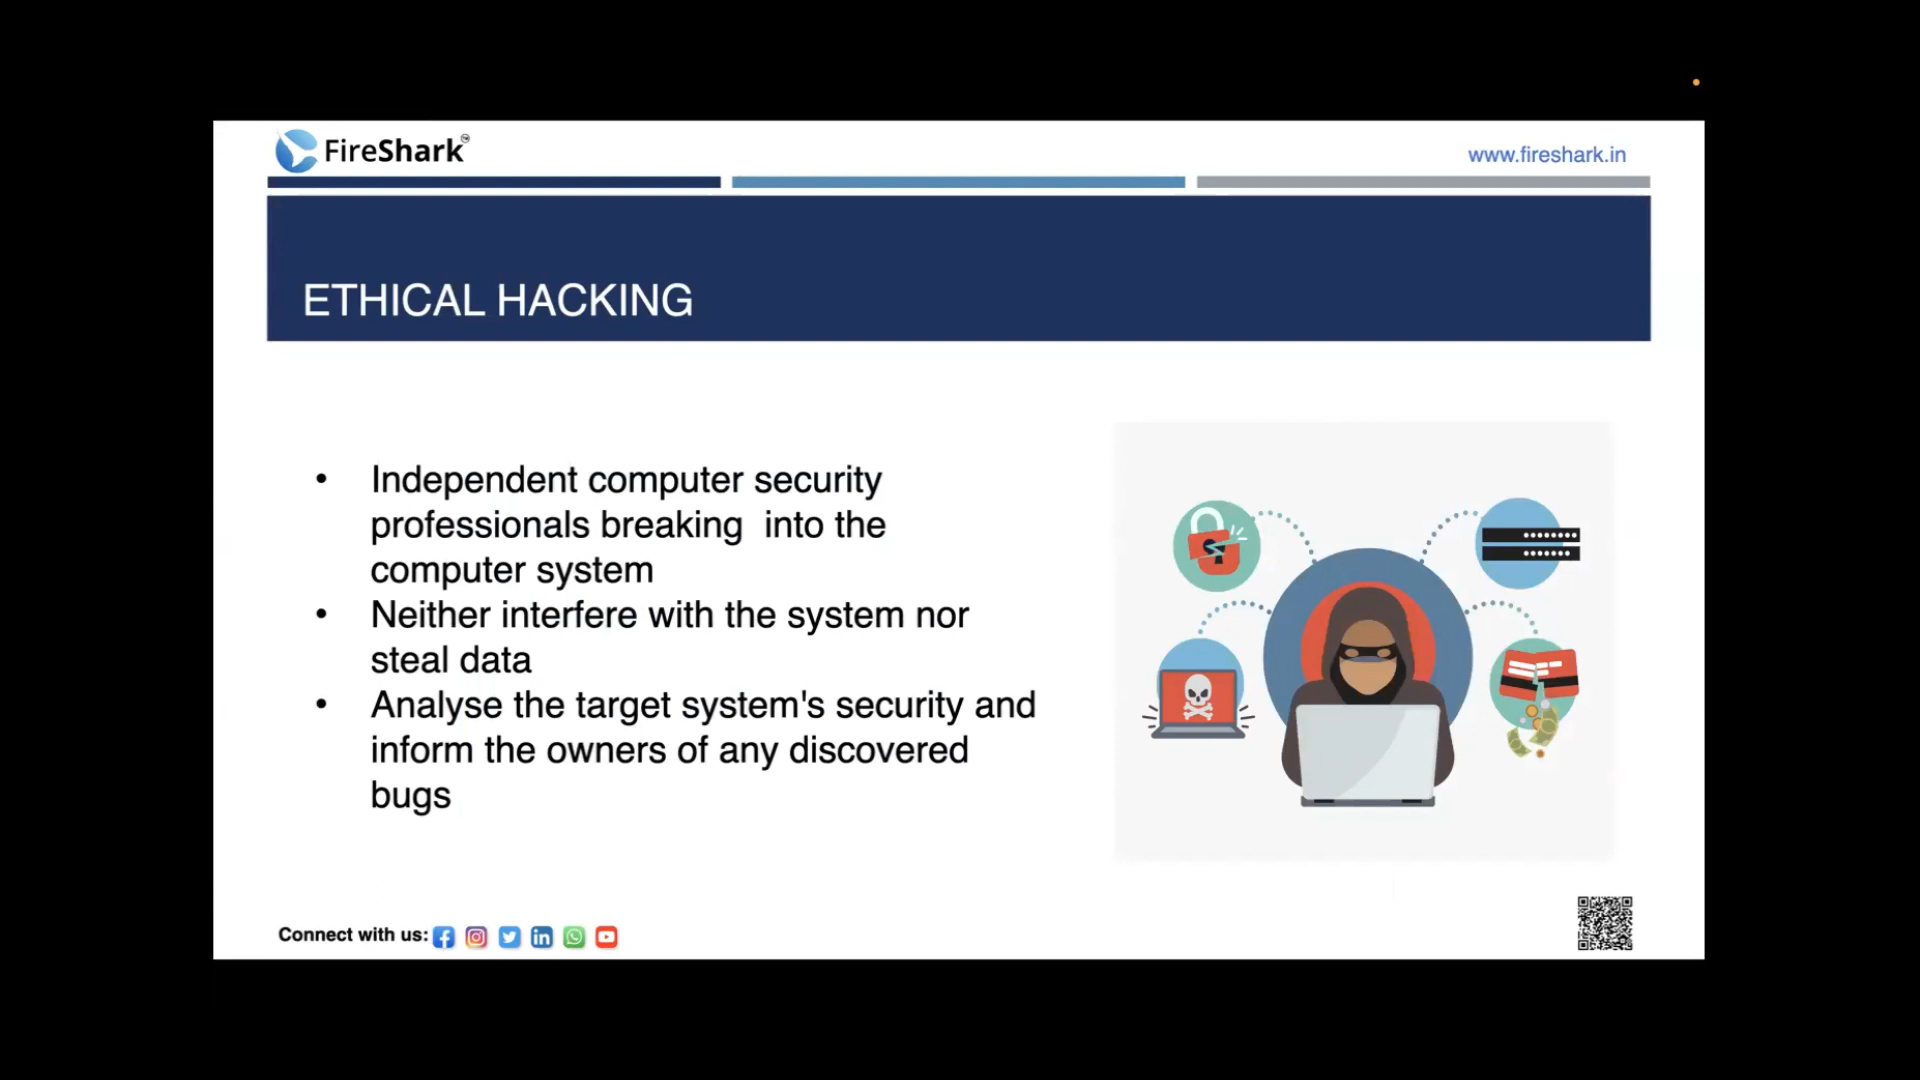 FireShark™
www.fireshark.in
ETHICAL HACKING
• Independent computer security
professionals breaking  into the
computer system
• Neither interfere with the system nor
steal data
• Analyse the target system's security and
inform the owners of any discovered
bugs
Connect with us: